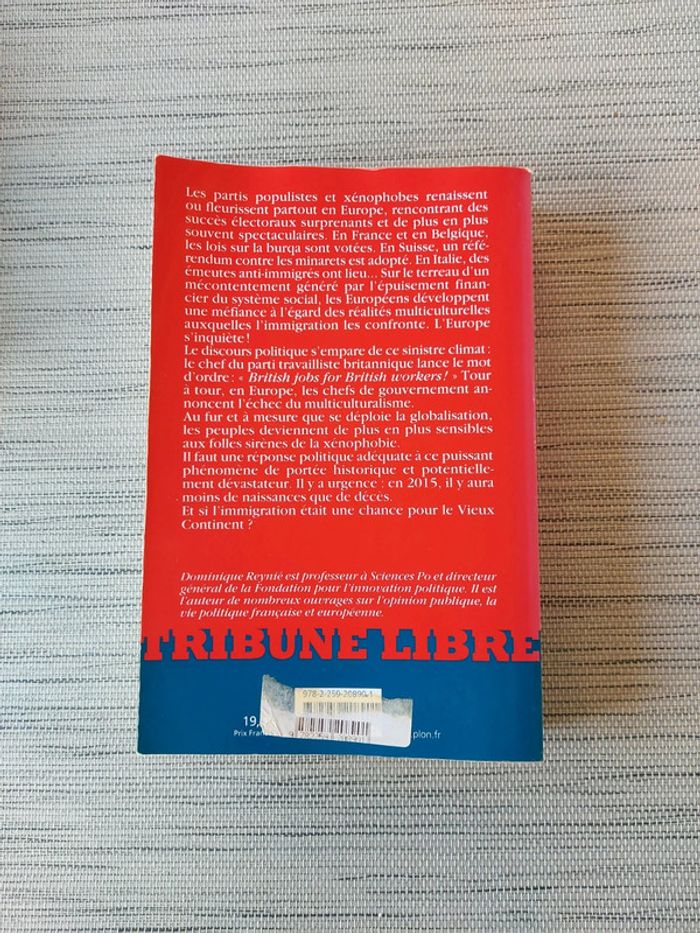 Les partis populistes et xénophobes renaissent
ou fleurissent partout en Europe, rencontrant des
succès électoraux surprenants et de plus en plus
souvent spectaculaires. En France et en Belgique,
les lois sur la burqa sont votées. En Suisse, un réfé-
rendum contre les minarets est adopté. En Italie, des
émeutes anti-immigrés ont lieu... Sur le terreau d'un
mécontentement généré par l'épuisement finan-
cier du système social, les Européens développent
une méfiance à l'égard des réalités multiculturelles
auxquelles l'immigration les confronte. L'Europe
s'inquiète !
Le discours politique s'empare de ce sinistre climat :
le chef du parti travailliste britannique lance le mot
d'ordre : « British jobs for British workers ! » Tour
à tour, en Europe, les chefs de gouvernement an-
noncent l'échec du multiculturalisme.
Au fur et à mesure que se déploie la globalisation,
les peuples deviennent de plus en plus sensibles
aux folles sirènes de la xénophobie.
Il faut une réponse politique adéquate à ce puissant
phénomène de portée historique et potentielle-
ment dévastateur. Il y a urgence : en 2015, il y aura
moins de naissances que de décès.
Et si l'immigration était une chance pour le Vieux
Continent ?
Dominique Reynié est professeur à Sciences Po et directeur
général de la Fondation pour l'innovation politique. Il est
l'auteur de nombreux ouvrages sur l'opinion publique, la
vie politique française et européenne.
TRIBUNE LIBRE
978-2-259-20890-1
19,
Prix Fran
plon.fr